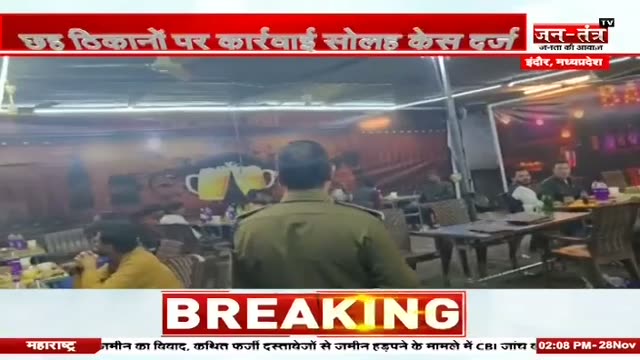 छह ठिकानों पर कार्रवाई सोलह केस दर्ज
जन-तंत्र TV
जनता की आवाज
इंदौर, मध्यप्रदेश
BREAKING
महाराष्ट्र
जमीन का विवाद, कथित फर्जी दस्तावेजों से जमीन हड़पने के मामले में CBI जांच
02:08 PM-28Nov